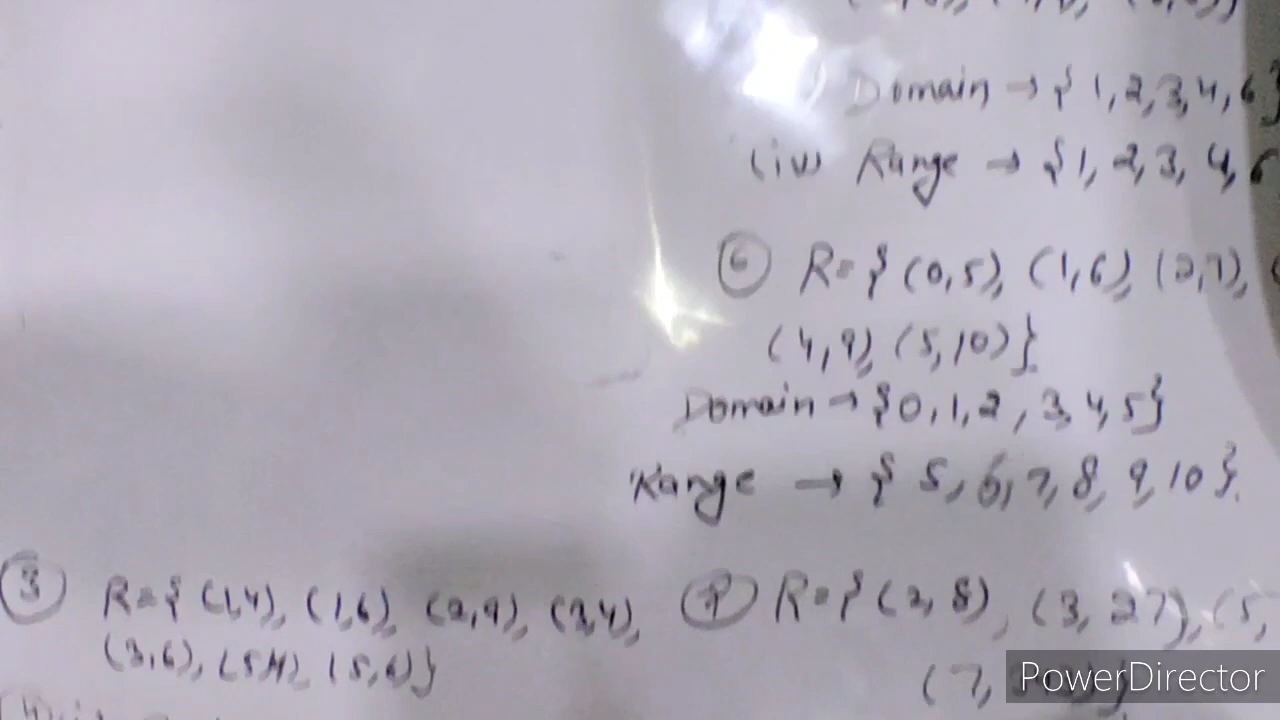 Domain → {1,2,3,4,6}
(iv) Range → {1, 2, 3, 4, 6
⑥ R={(0,5), (1,6), (2,7),
(4,9), (5,10)}.
Domain → {0,1,2,3,4,5}
Range → {5,6,7,8,9,10}.
③ R={(1,4), (1,6), (2,9), (3,4),
(3,6), (5,4), (5,6)}
⑦ R={(2,8), (3,27), (5,
(7,
PowerDirector